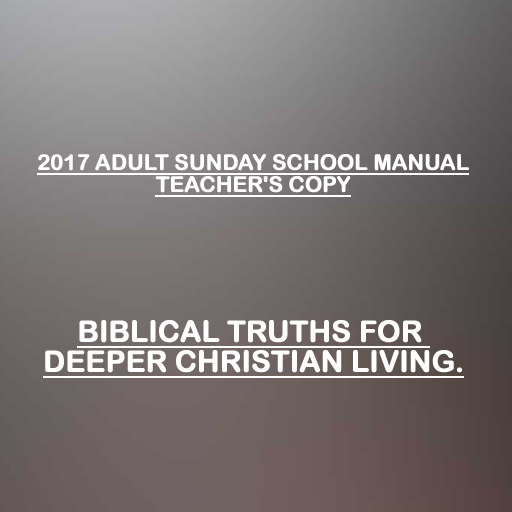 2017 ADULT SUNDAY SCHOOL MANUAL
TEACHER'S COPY
BIBLICAL TRUTHS FOR
DEEPER CHRISTIAN LIVING.